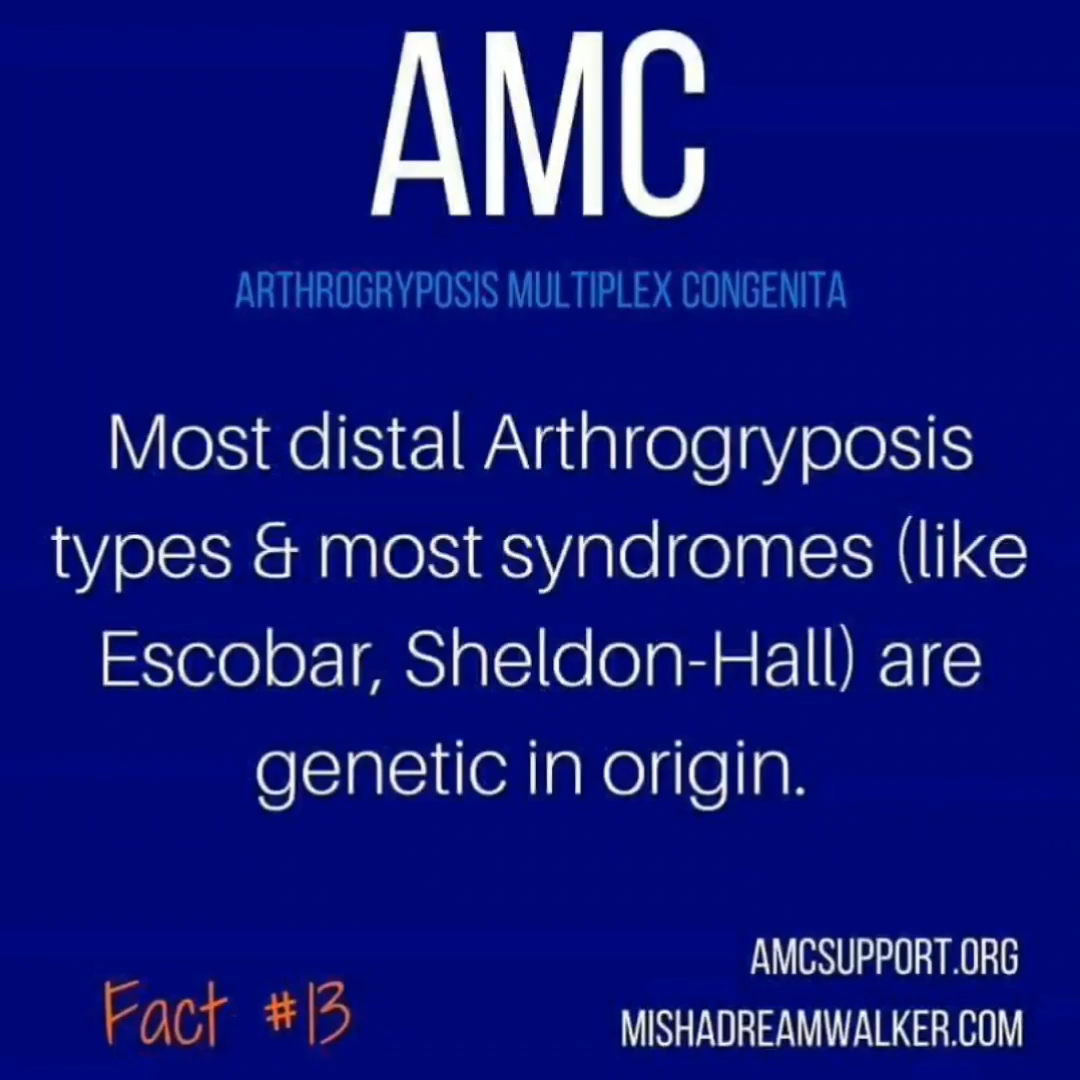 AMC
ARTHROGRYPOSIS MULTIPLEX CONGENITA
Most distal Arthrogryposis
types & most syndromes (like
Escobar, Sheldon-Hall) are
genetic in origin.
AMCSUPPORT.ORG
Fact #13
MISHADREAMWALKER.COM